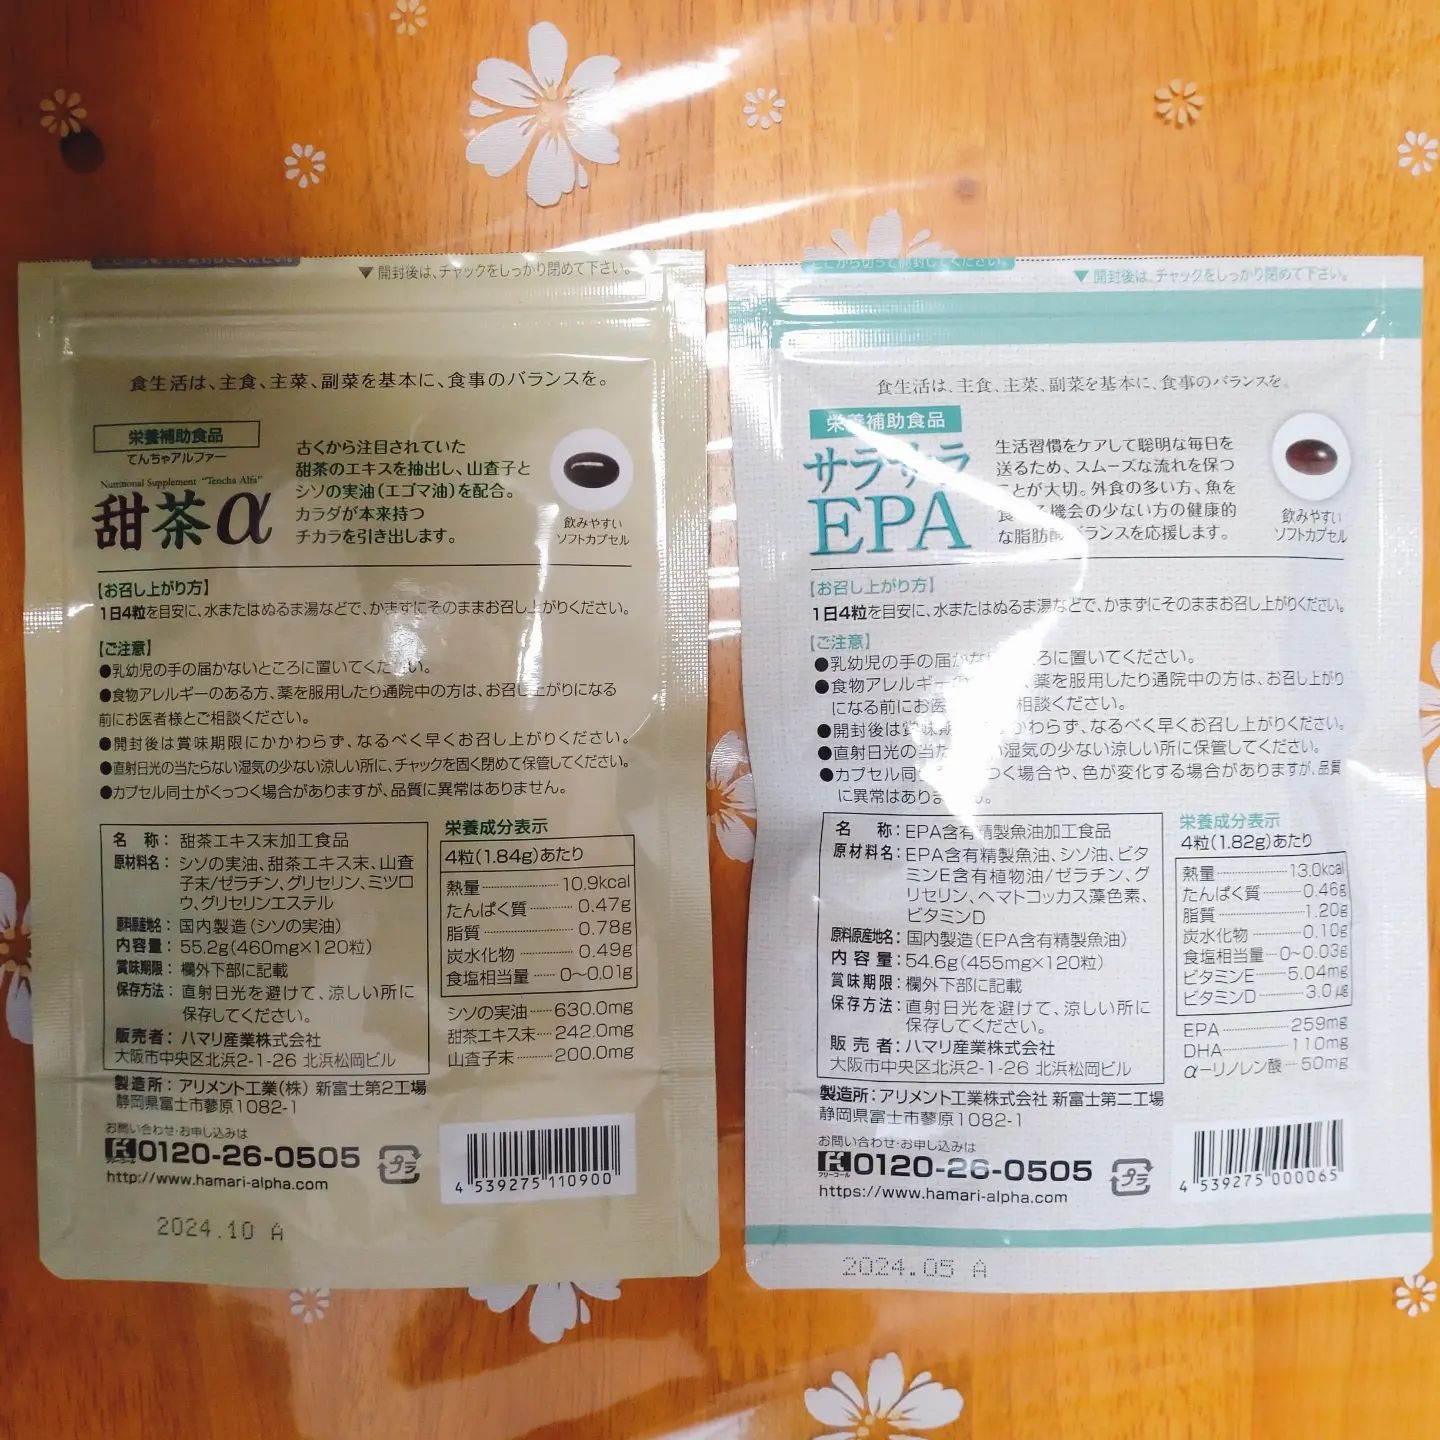 ▼開封後は、チャックをしっかり閉めて下さい。
食生活は、主食、主菜、副菜を基本に、食事のバランスを。
栄養補助食品
てんちゃアルファー
Nutritional Supplement "Tencha Alfa"
甜茶α
古くから注目されていた
甜茶のエキスを抽出し、山査子と
シソの実油(エゴマ油)を配合。
カラダが本来持つ
チカラを引き出します。
飲みやすい
ソフトカプセル
【お召し上がり方】
1日4粒を目安に、水またはぬるま湯などで、かまずにそのままお召し上がりください。
【ご注意】
●乳幼児の手の届かないところに置いてください。
●食物アレルギーのある方、薬を服用したり通院中の方は、お召し上がりになる
前にお医者様とご相談ください。
●開封後は賞味期限にかかわらず、なるべく早くお召し上がりください。
●直射日光の当たらない湿気の少ない涼しい所に、チャックを固く閉めて保管してください。
●カプセル同士がくっつく場合がありますが、品質に異常はありません。
名 称:甜茶エキス末加工食品
原材料名:シソの実油、甜茶エキス末、山査
子末/ゼラチン、グリセリン、ミツロ
ウ、グリセリンエステル
原料原産地名:国内製造(シソの実油)
内容量:55.2g(460mg×120粒)
賞味期限:欄外下部に記載
保存方法:直射日光を避けて、涼しい所に
保存してください。
販売者:ハマリ産業株式会社
大阪市中央区北浜2-1-26 北浜松岡ビル
製造所:アリメント工業(株) 新富士第2工場
静岡県富士市蓼原1082-1
栄養成分表示
4粒(1.84g)あたり
熱量 10.9kcal
たんぱく質 0.47g
脂質 0.78g
炭水化物 0.49g
食塩相当量 0〜0.01g
シソの実油 630.0mg
甜茶エキス末 242.0mg
山査子末 200.0mg
お問い合わせ・お申し込みは
0120-26-0505
プラ
http://www.hamari-alpha.com
4 539275 110900
2024.10 A
▼開封後は、チャックをしっかり閉めて下さい。
食生活は、主食、主菜、副菜を基本に、食事のバランスを。
栄養補助食品
サラサラ
EPA
生活習慣をケアして聡明な毎日を
送るため、スムーズな流れを保つ
ことが大切。外食の多い方、魚を
食べる機会の少ない方の健康的
な脂肪酸バランスを応援します。
飲みやすい
ソフトカプセル
【お召し上がり方】
1日4粒を目安に、水またはぬるま湯などで、かまずにそのままお召し上がりください。
【ご注意】
●乳幼児の手の届かないところに置いてください。
●食物アレルギーの 、薬を服用したり通院中の方は、お召し上がり
になる前にお医 相談ください。
●開封後は賞味期限にかかわらず、なるべく早くお召し上がりください。
●直射日光の当たらない湿気の少ない涼しい所に保管してください。
●カプセル同士がくっつく場合や、色が変化する場合がありますが、品質
に異常はありません。
名 称:EPA含有精製魚油加工食品
原材料名:EPA含有精製魚油、シソ油、ビタ
ミンE含有植物油/ゼラチン、グ
リセリン、ヘマトコッカス藻色素、
ビタミンD
原料原産地名:国内製造(EPA含有精製魚油)
内容量:54.6g(455mg×120粒)
賞味期限:欄外下部に記載
保存方法:直射日光を避けて、涼しい所に
保存してください。
販売者:ハマリ産業株式会社
大阪市中央区北浜2-1-26 北浜松岡ビル
製造所:アリメント工業株式会社 新富士第二工場
静岡県富士市蓼原1082-1
栄養成分表示
4粒(1.82g)あたり
熱量 13.0kcal
たんぱく質 0.46g
脂質 1.20g
炭水化物 0.10g
食塩相当量 0〜0.03g
ビタミンE 5.04mg
ビタミンD 3.0μg
EPA 259mg
DHA 110mg
α-リノレン酸 50mg
お問い合わせ・お申し込みは
フリーコール
0120-26-0505
プラ
https://www.hamari-alpha.com
4 539275 000065
2024.05 A